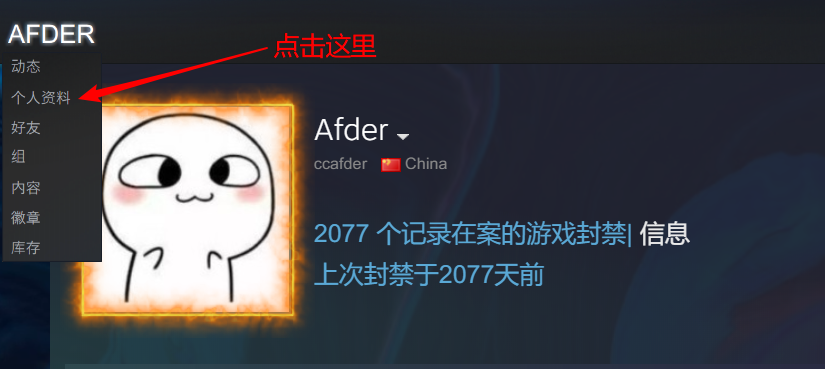 AFDER
点击这里
动态
个人资料
好友
组
内容
徽章
库存
Afder
ccafder China
2077 个记录在案的游戏封禁| 信息
上次封禁于2077天前